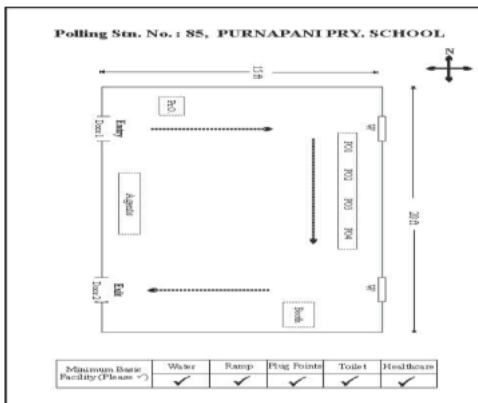 Polling Stn. No. : 85, PURNAPANI PRY. SCHOOL
N
15 ft
PrO
Entry
Door 1
W
PO1 PO2 PO3 PO4
Agents
20 ft
Exit
Door 2
W
Booth
Minimum Basic Facility (Please ✓)
Water Ramp Plug Points Toilet Healthcare
✓ ✓ ✓ ✓ ✓